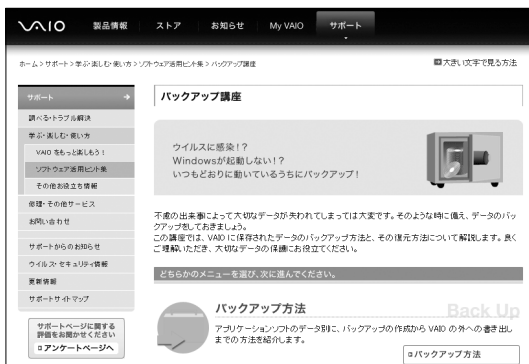 VAIO 製品情報 ストア お知らせ My VAIO サポート
ホーム > サポート > 学ぶ･楽しむ･使い方 > ソフトウェア活用ヒント集 > バックアップ講座
大きい文字で見る方法
サポート
調べる･トラブル解決
学ぶ･楽しむ･使い方
VAIO をもっと楽しもう!
ソフトウェア活用ヒント集
その他お役立ち情報
修理･その他サービス
お問い合わせ
サポートからのお知らせ
ウイルス･セキュリティ情報
更新情報
サポートサイトマップ
サポートページに関する
評価をお聞かせください
アンケートページへ
バックアップ講座
ウイルスに感染!?
Windowsが起動しない!?
いつもどおりに動いているうちにバックアップ!
不慮の出来事によって大切なデータが失われてしまっては大変です。そのような時に備え、データのバッ
クアップをしておきましょう。
この講座では、VAIO に保存されたデータのバックアップ方法と、その復元方法について解説します。良く
ご理解いただき、大切なデータの保護にお役立てください。
どちらかのメニューを選び、次に進んでください。
バックアップ方法
Back Up
アプリケーションソフトのデータ別に、バックアップの作成から VAIO の外への書き出し
までの方法を紹介します。
バックアップ方法